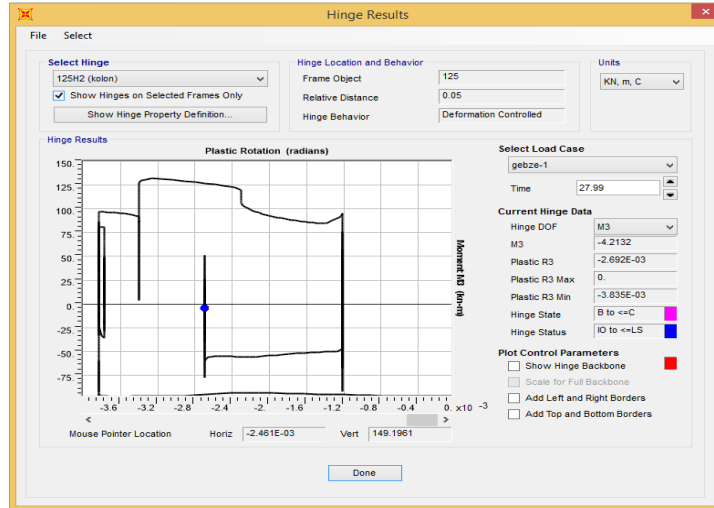 Hinge Results
File Select
Select Hinge
125H2 (kolon)
Show Hinges on Selected Frames Only
Show Hinge Property Definition...
Hinge Location and Behavior
Frame Object 125
Relative Distance 0.05
Hinge Behavior Deformation Controlled
Units
KN, m, C
Hinge Results
Plastic Rotation (radians)
150.
125.
100.
75.
50.
25.
0.
-25.
-50.
-75.
Moment M3 (kn-m)
-3.6 -3.2 -2.8 -2.4 -2. -1.6 -1.2 -0.8 -0.4 0. x10 -3
Mouse Pointer Location Horiz -2.461E-03 Vert 149.1961
Select Load Case
gebze-1
Time 27.99
Current Hinge Data
Hinge DOF M3
M3 -4.2132
Plastic R3 -2.692E-03
Plastic R3 Max 0.
Plastic R3 Min -3.835E-03
Hinge State B to <=C
Hinge Status IO to <=LS
Plot Control Parameters
Show Hinge Backbone
Scale for Full Backbone
Add Left and Right Borders
Add Top and Bottom Borders
Done